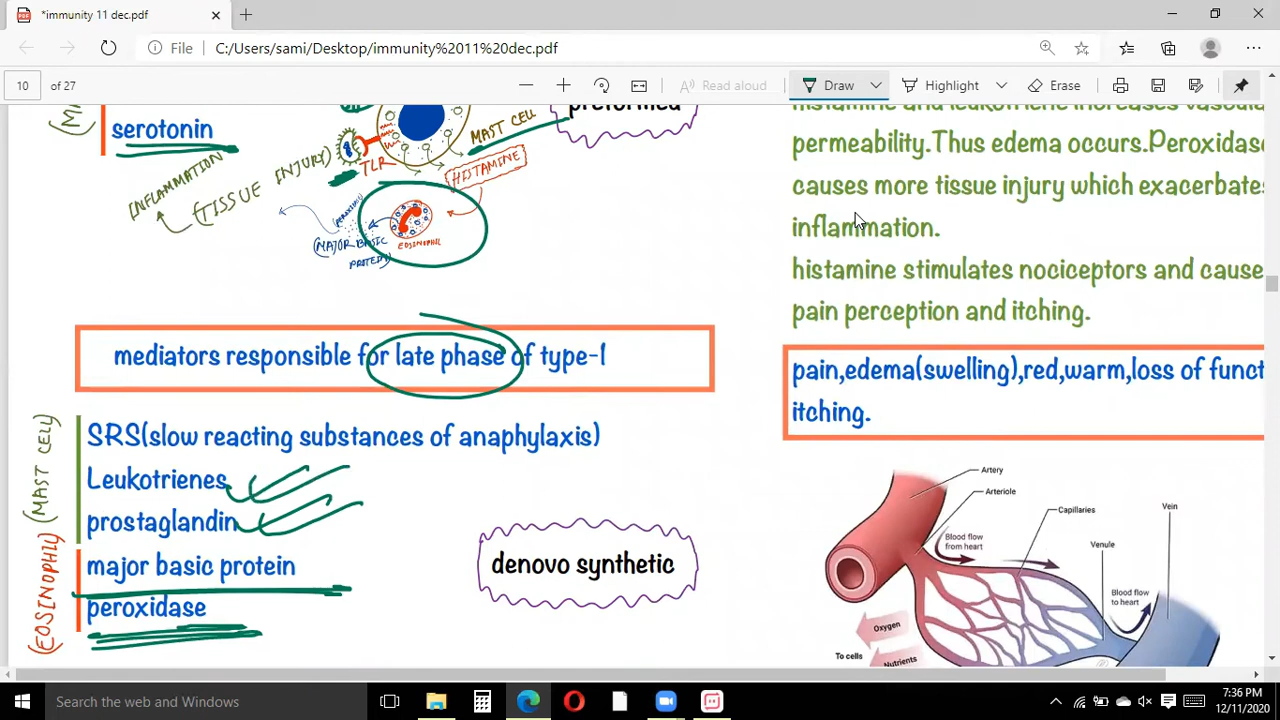 *immunity 11 dec.pdf
File
C:/Users/sami/Desktop/immunity%2011%20dec.pdf
10 of 27
Read aloud
Draw
Highlight
Erase
serotonin
INFLAMMATION
(TISSUE INJURY)
TLR
MAST CELL
HISTAMINE
EOSINOPHIL
(MAJOR BASIC
PROTEIN)
preformed
histamine and leukotriene increases
permeability.Thus edema occurs.Peroxidase
causes more tissue injury which exacerbates
inflammation.
histamine stimulates nociceptors and cause
pain perception and itching.
mediators responsible for late phase of type-1
pain,edema(swelling),red,warm,loss of funct
itching.
(MAST CELL)
SRS(slow reacting substances of anaphylaxis)
Leukotrienes
prostaglandin
(EOSINOPHIL)
major basic protein
peroxidase
denovo synthetic
Artery
Arteriole
Capillaries
Vein
Blood flow
from heart
Venule
Blood flow
to heart
Oxygen
To cells
Nutrients
Search the web and Windows
7:36 PM
12/11/2020